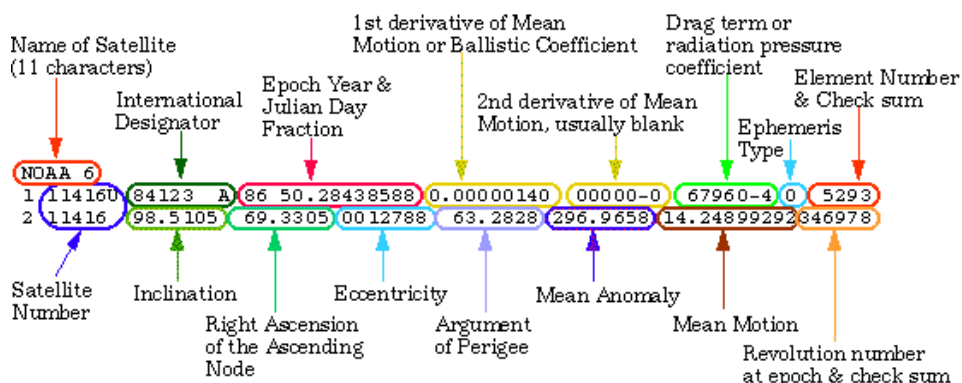 Name of Satellite
(11 characters)
International
Designator
Epoch Year &
Julian Day
Fraction
1st derivative of Mean
Motion or Ballistic Coefficient
2nd derivative of Mean
Motion, usually blank
Drag term or
radiation pressure
coefficient
Ephemeris
Type
Element Number
& Check sum
NOAA 6
1 11416U 84123 A 86 50.28438588 0.00000140 00000-0 67960-4 0 5293
2 11416 98.5105 69.3305 0012788 63.2828 296.9658 14.24899292 346978
Satellite
Number
Inclination
Right Ascension
of the Ascending
Node
Eccentricity
Argument
of Perigee
Mean Anomaly
Mean Motion
Revolution number
at epoch & check sum